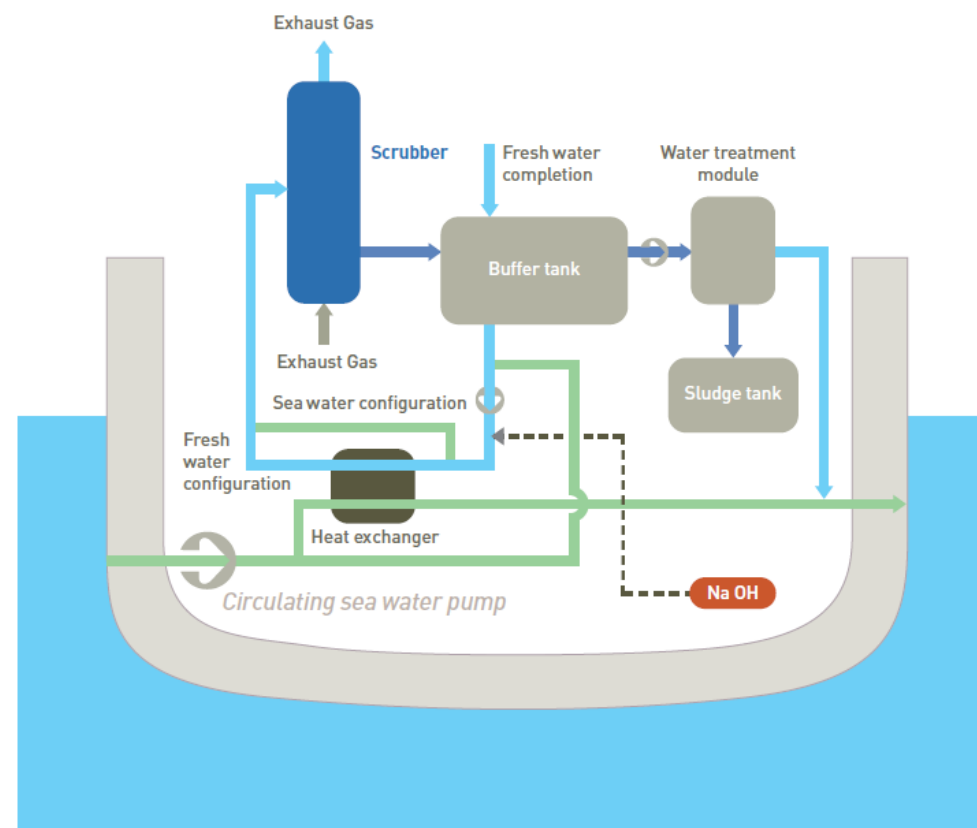 Exhaust Gas
Scrubber
Fresh water
completion
Water treatment
module
Buffer tank
Exhaust Gas
Sludge tank
Sea water configuration
Fresh
water
configuration
Heat exchanger
Na OH
Circulating sea water pump